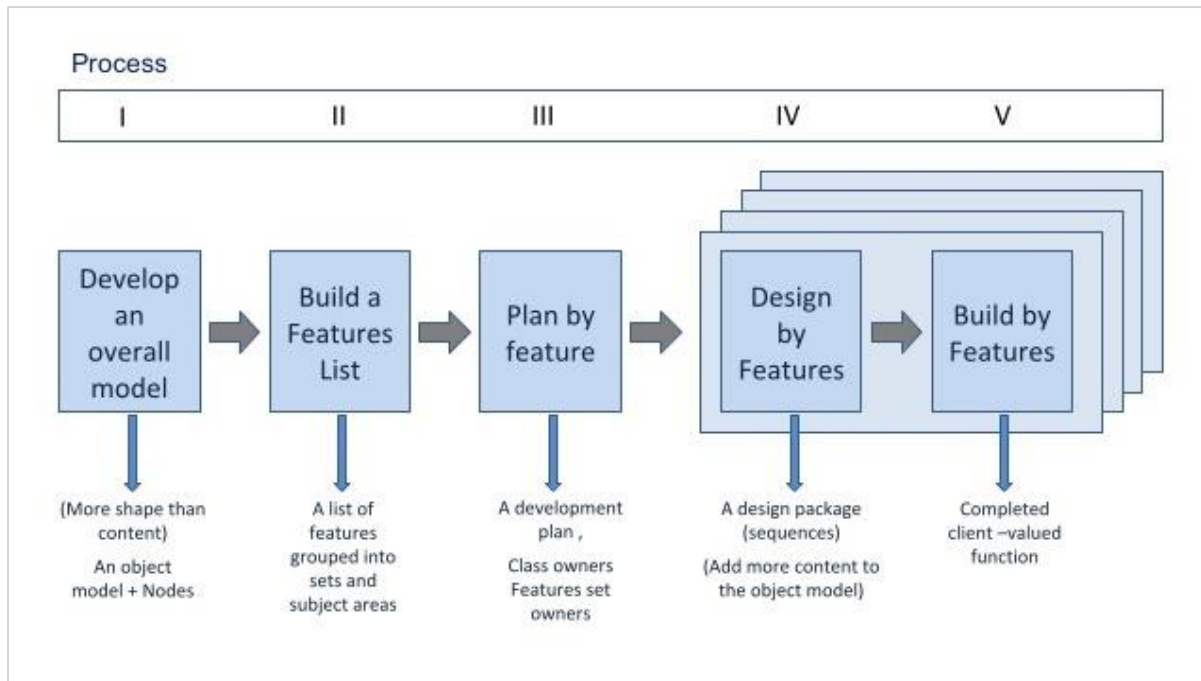 Process
I II III IV V
Develop
an
overall
model
Build a
Features
List
Plan by
feature
Design
by
Features
Build by
Features
(More shape than
content)
An object
model + Nodes
A list of
features
grouped into
sets and
subject areas
A development
plan ,
Class owners
Features set
owners
A design package
(sequences)
(Add more content to
the object model)
Completed
client –valued
function